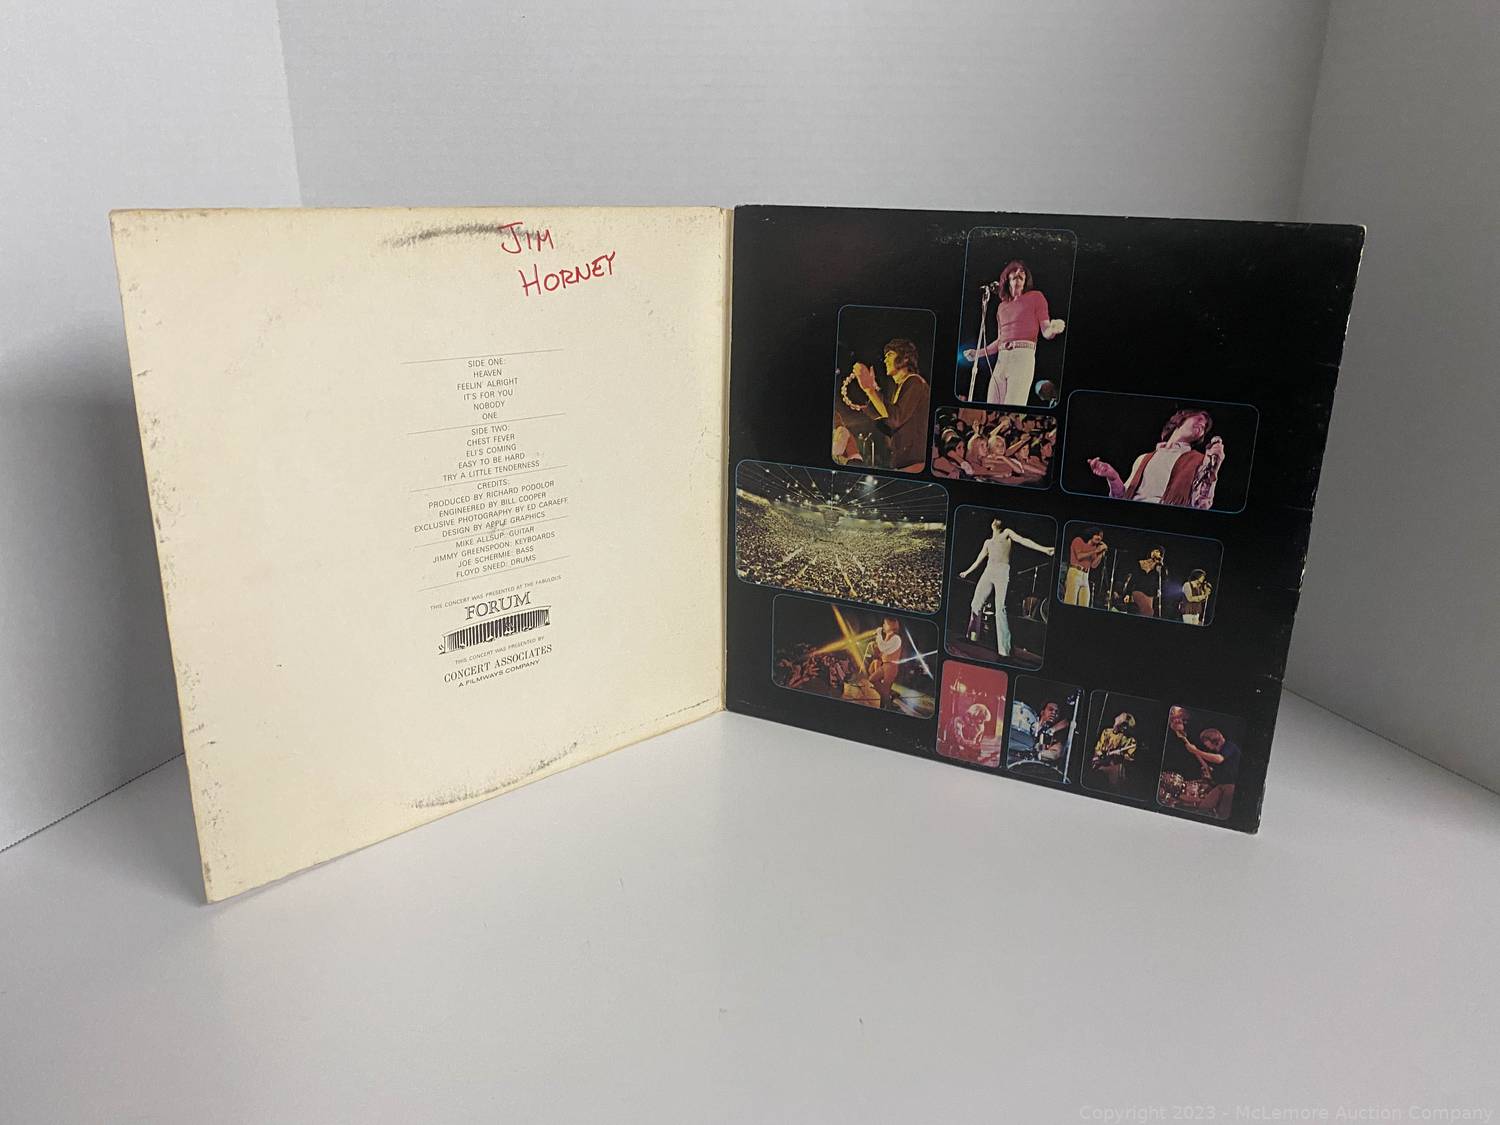 JIM
HORNEY
SIDE ONE:
HEAVEN
FEELIN' ALRIGHT
IT'S FOR YOU
NOBODY
ONE
SIDE TWO:
CHEST FEVER
ELI'S COMING
EASY TO BE HARD
TRY A LITTLE TENDERNESS
CREDITS:
PRODUCED BY RICHARD PODOLOR
ENGINEERED BY BILL COOPER
EXCLUSIVE PHOTOGRAPHY BY ED CARAEFF
DESIGN BY APPLE GRAPHICS
MIKE ALLSUP: GUITAR
JIMMY GREENSPOON: KEYBOARDS
JOE SCHERMIE: BASS
FLOYD SNEED: DRUMS
THIS CONCERT WAS PRESENTED AT THE FABULOUS
FORUM
THIS CONCERT WAS PRESENTED BY
CONCERT ASSOCIATES
A FILMWAYS COMPANY
Copyright 2023 - McLemore Auction Company